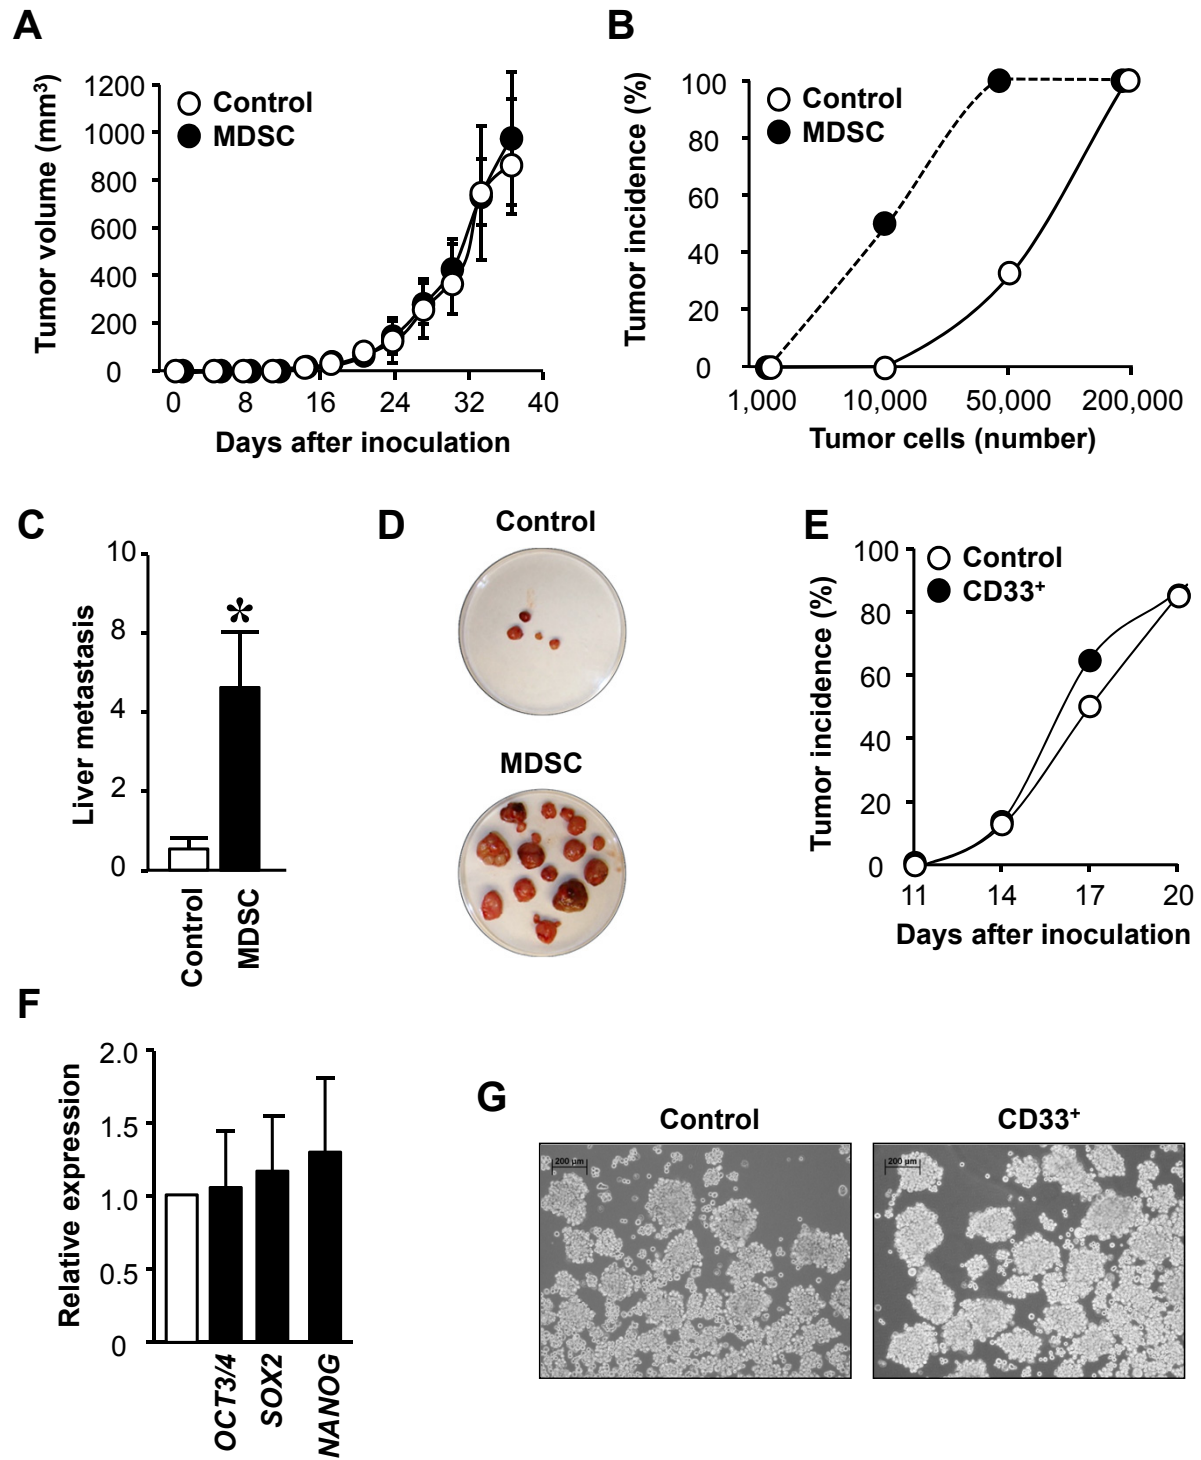 A
Tumor volume (mm³)
1200
1000
800
600
400
200
0
Control
MDSC
0 8 16 24 32 40
Days after inoculation
B
Tumor incidence (%)
100
80
60
40
20
0
Control
MDSC
1,000 10,000 50,000 200,000
Tumor cells (number)
C
Liver metastasis
10
8
4
2
0
*
Control
MDSC
D
Control
MDSC
E
Tumor incidence (%)
100
80
60
40
20
0
Control
CD33⁺
11 14 17 20
Days after inoculation
F
Relative expression
2.0
1.5
1.0
0.5
0
OCT3/4
SOX2
NANOG
G
Control
200 µm
CD33⁺
200 µm